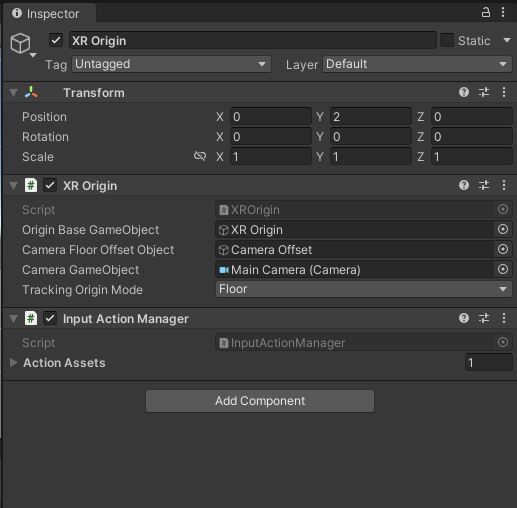 Inspector
XR Origin Static
Tag Untagged Layer Default
Transform
Position X 0 Y 2 Z 0
Rotation X 0 Y 0 Z 0
Scale X 1 Y 1 Z 1
# XR Origin
Script # XROrigin
Origin Base GameObject XR Origin
Camera Floor Offset Object Camera Offset
Camera GameObject Main Camera (Camera)
Tracking Origin Mode Floor
# Input Action Manager
Script # InputActionManager
Action Assets 1
Add Component